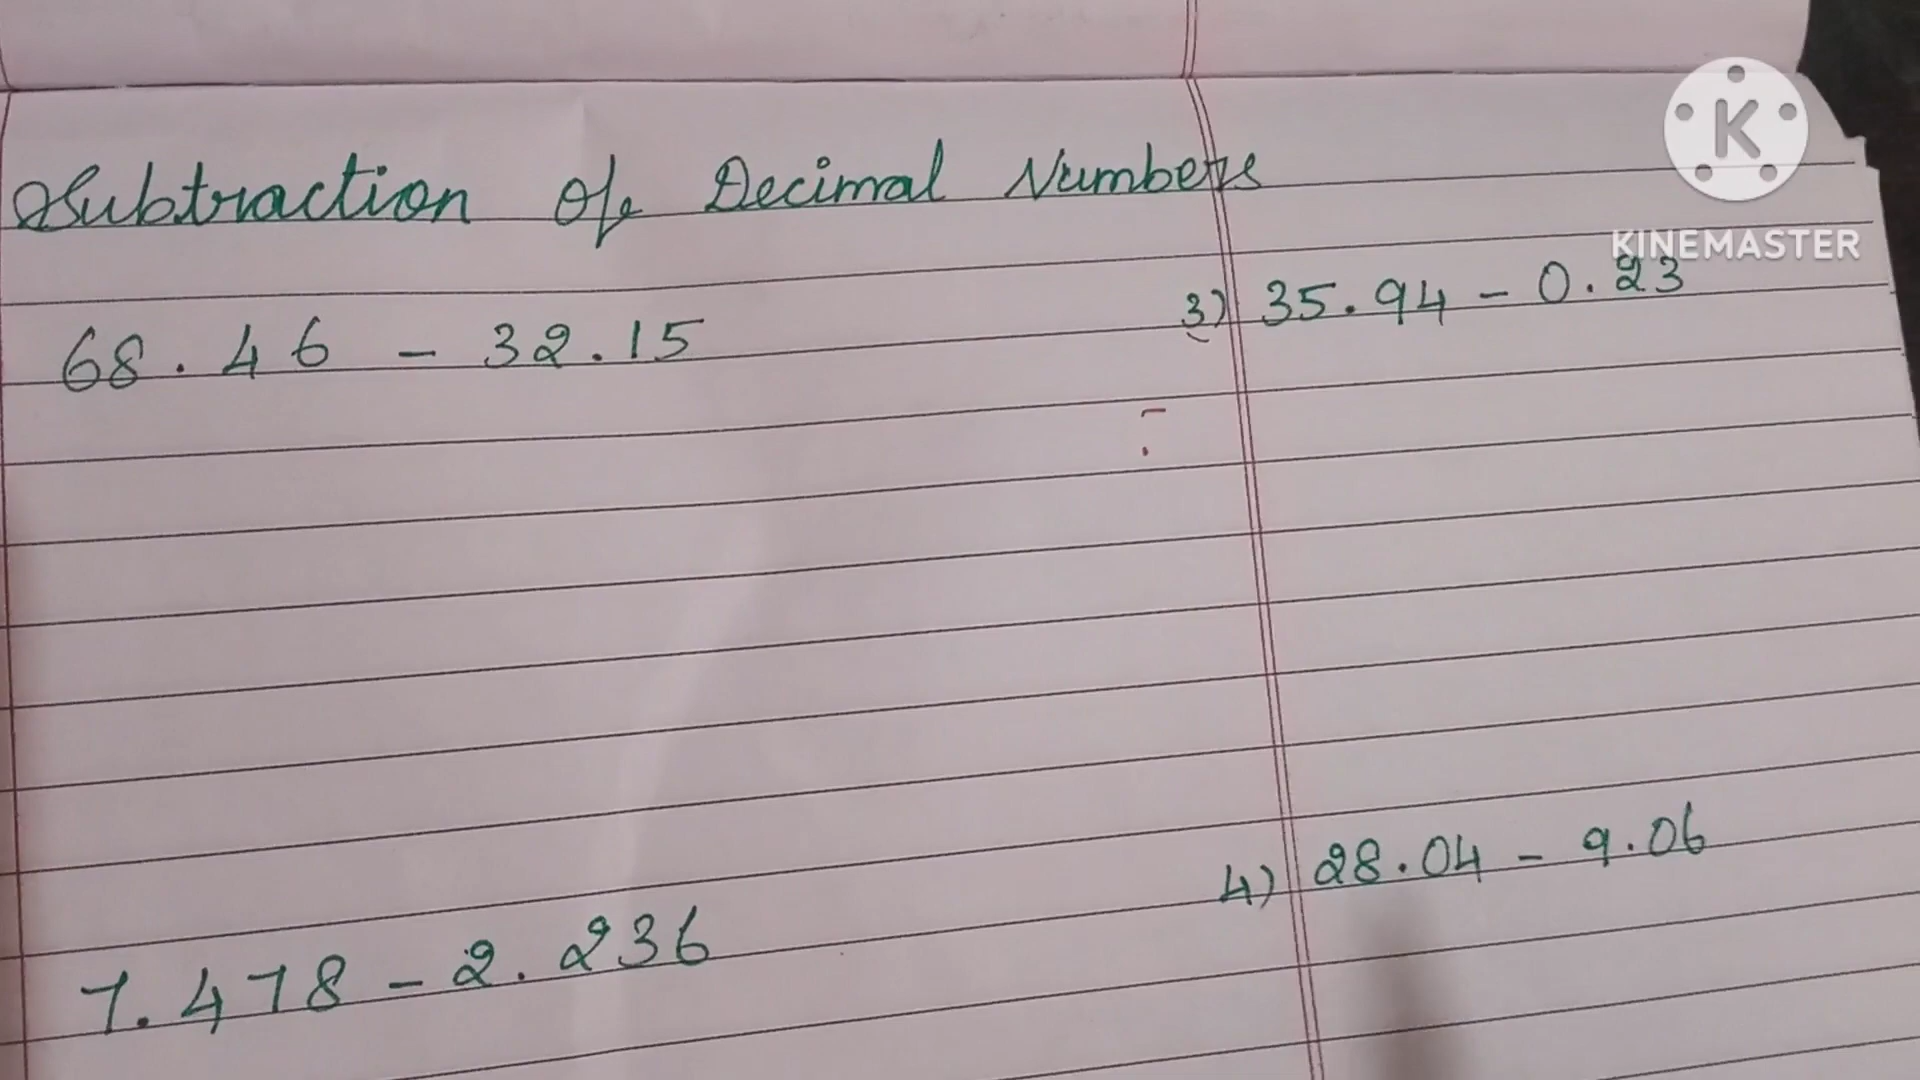 Subtraction of Decimal Numbers
68.46 - 32.15
7.478 - 2.236
3) 35.94 - 0.23
4) 28.04 - 9.06
K
KINEMASTER